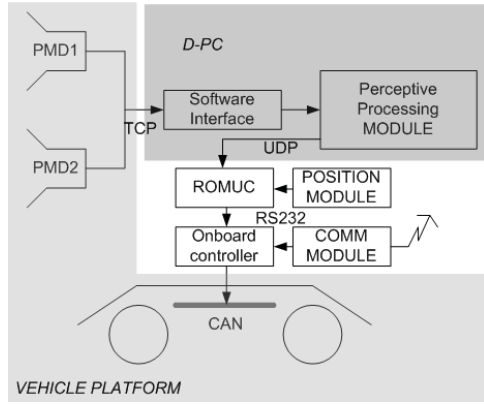 PMD1
D-PC
Software
Interface
Perceptive
Processing
MODULE
TCP
PMD2
UDP
ROMUC
POSITION
MODULE
RS232
Onboard
controller
COMM
MODULE
CAN
VEHICLE PLATFORM